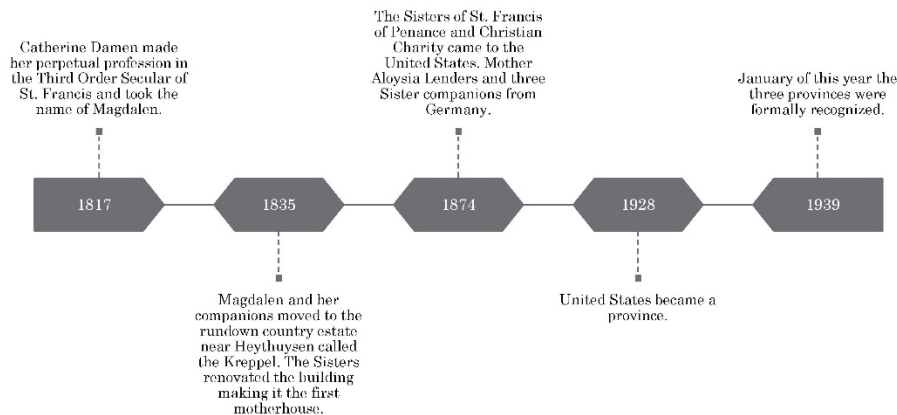 Catherine Damen made
her perpetual profession in
the Third Order Secular of
St. Francis and took the
name of Magdalen.
The Sisters of St. Francis
of Penance and Christian
Charity came to the
United States. Mother
Aloysia Lenders and three
Sister companions from
Germany.
January of this year the
three provinces were
formally recognized.
1817
1835
1874
1928
1939
Magdalen and her
companions moved to the
rundown country estate
near Heythuysen called
the Kreppel. The Sisters
renovated the building
making it the first
motherhouse.
United States became a
province.